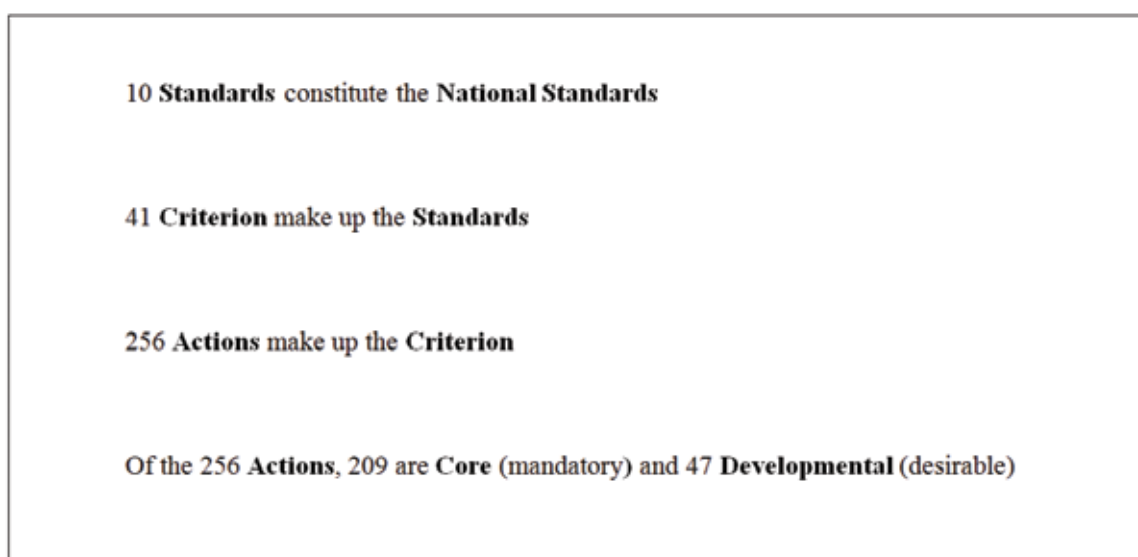 10 Standards constitute the National Standards
41 Criterion make up the Standards
256 Actions make up the Criterion
Of the 256 Actions, 209 are Core (mandatory) and 47 Developmental (desirable)